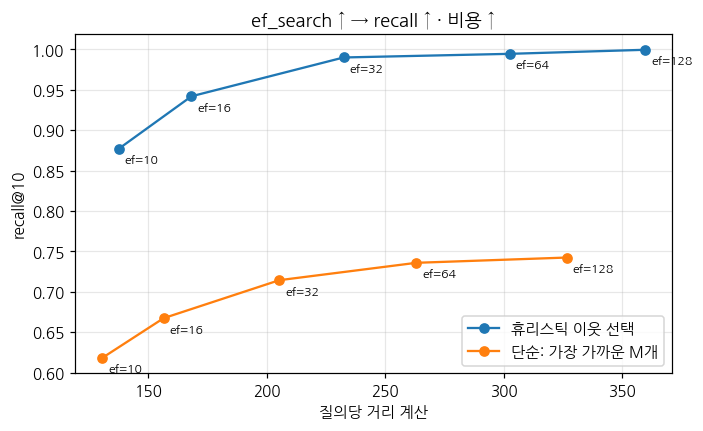 ef_search ↑ → recall ↑ · 비용 ↑
recall@10
1.00
0.95
0.90
0.85
0.80
0.75
0.70
0.65
0.60
ef=10
ef=16
ef=32
ef=64
ef=128
ef=10
ef=16
ef=32
ef=64
ef=128
휴리스틱 이웃 선택
단순: 가장 가까운 M개
150
200
250
300
350
질의당 거리 계산